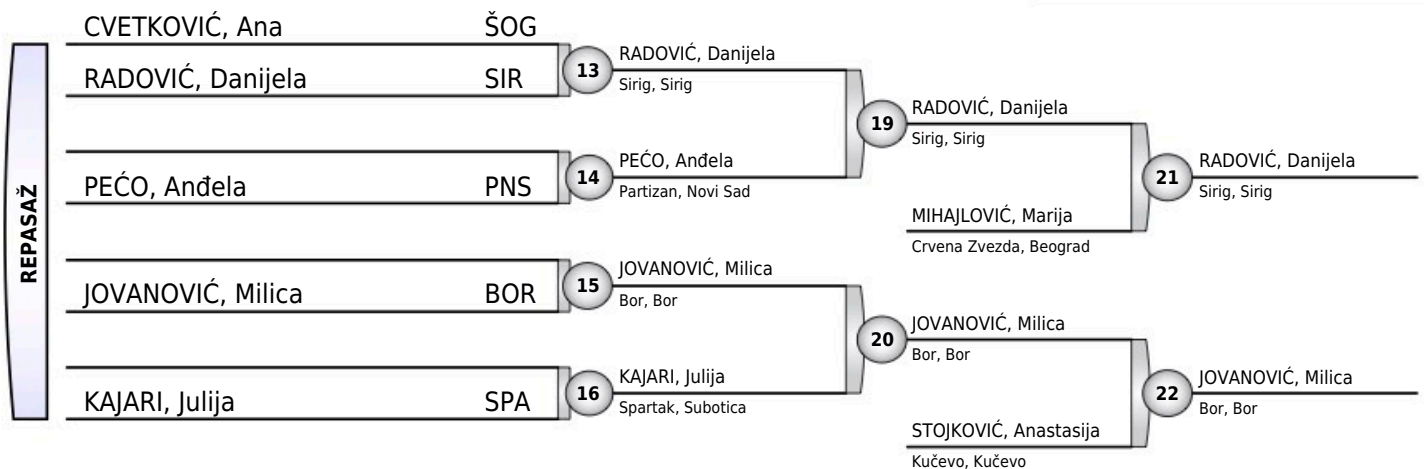 CVETKOVIĆ, Ana ŠOG
RADOVIĆ, Danijela SIR
PEĆO, Anđela PNS
JOVANOVIĆ, Milica BOR
KAJARI, Julija SPA
REPASAŽ
13
RADOVIĆ, Danijela
Sirig, Sirig
14
PEĆO, Anđela
Partizan, Novi Sad
15
JOVANOVIĆ, Milica
Bor, Bor
16
KAJARI, Julija
Spartak, Subotica
19
RADOVIĆ, Danijela
Sirig, Sirig
MIHAJLOVIĆ, Marija
Crvena Zvezda, Beograd
20
JOVANOVIĆ, Milica
Bor, Bor
STOJKOVIĆ, Anastasija
Kučevo, Kučevo
21
RADOVIĆ, Danijela
Sirig, Sirig
22
JOVANOVIĆ, Milica
Bor, Bor